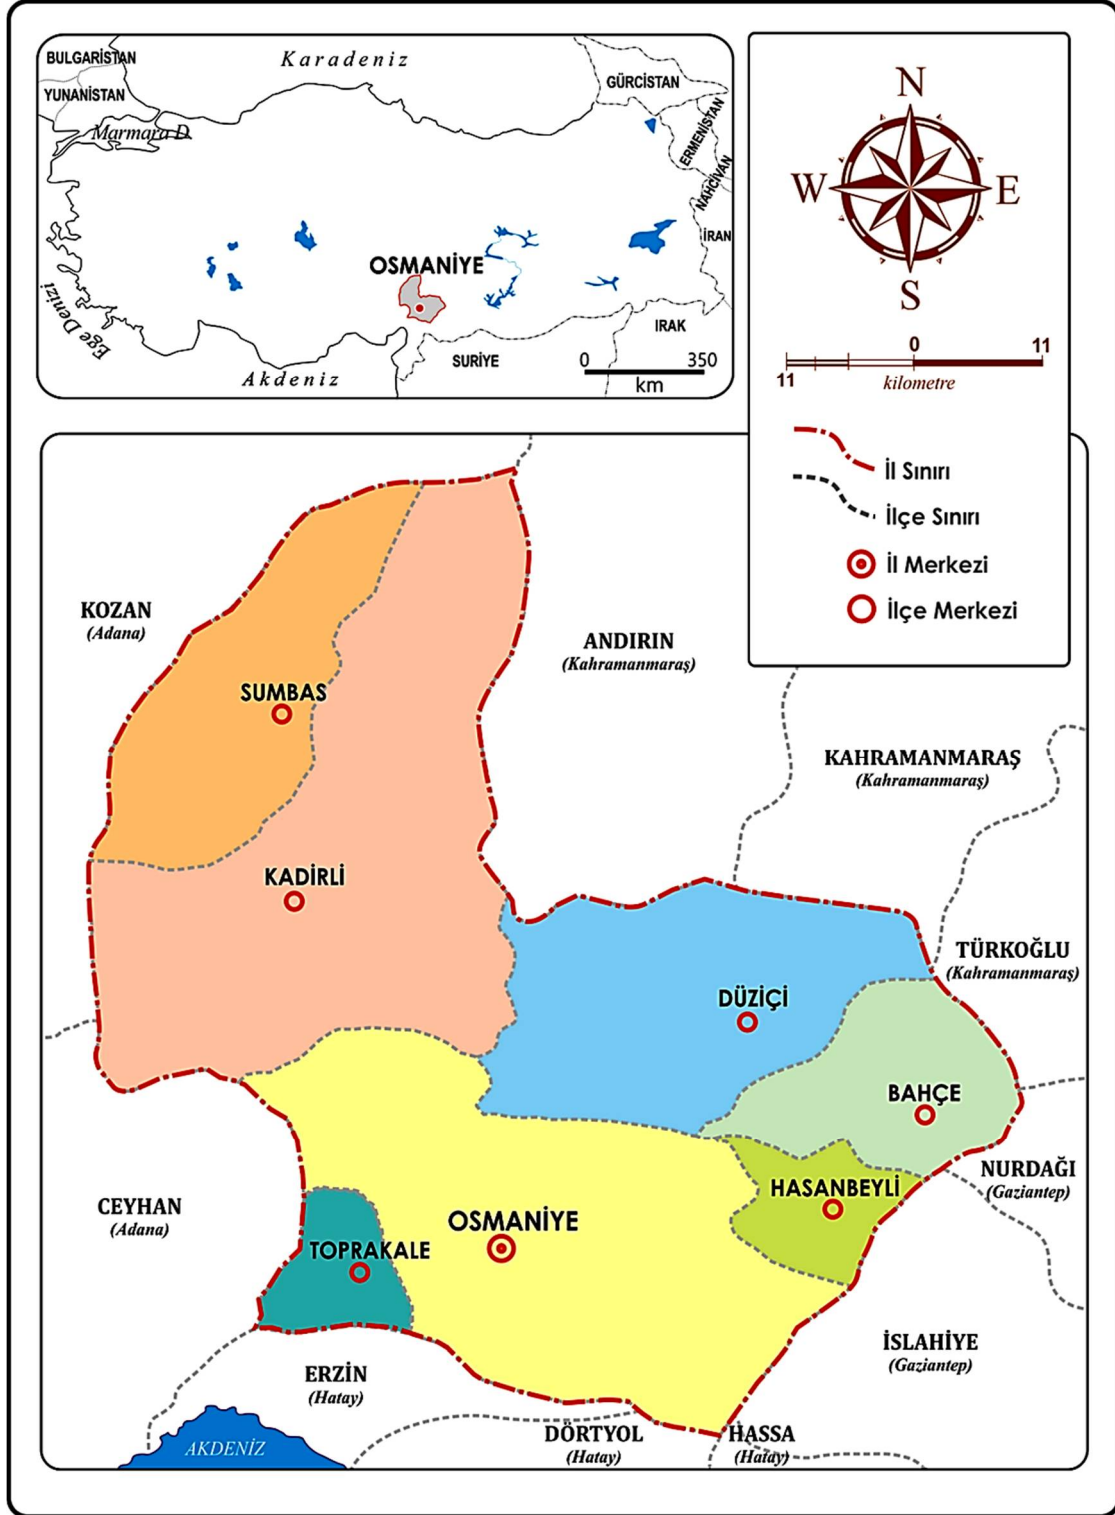 BULGARİSTAN
Karadeniz
YUNANİSTAN
GÜRCİSTAN
Marmara D.
ERMENİSTAN
NAHCİVAN
İRAN
OSMANİYE
Ege Denizi
IRAK
SURİYE
Akdeniz
0 350
km
N
W E
S
0 11
11
kilometre
İl Sınırı
İlçe Sınırı
İl Merkezi
İlçe Merkezi
KOZAN
(Adana)
ANDIRIN
(Kahramanmaraş)
SUMBAS
KAHRAMANMARAŞ
(Kahramanmaraş)
KADİRLİ
TÜRKOĞLU
(Kahramanmaraş)
DÜZİÇİ
BAHÇE
NURDAĞI
(Gaziantep)
HASANBEYLİ
CEYHAN
(Adana)
OSMANİYE
TOPRAKALE
İSLAHİYE
(Gaziantep)
ERZİN
(Hatay)
DÖRTYOL
(Hatay)
HASSA
(Hatay)
AKDENİZ